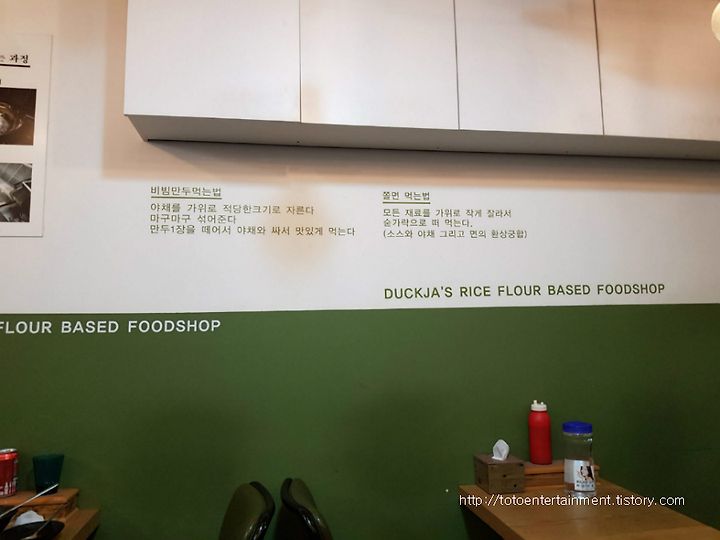 과정
비빔만두먹는법
야채를 가위로 적당한크기로 자른다
마구마구 섞어준다
만두1장을 떼어서 야채와 싸서 맛있게 먹는다
쫄면 먹는법
모든 재료를 가위로 작게 잘라서
숟가락으로 떠 먹는다.
(소스와 야채 그리고 면의 환상궁합)
DUCKJA'S RICE FLOUR BASED FOODSHOP
FLOUR BASED FOODSHOP
http://totoentertainment.tistory.com